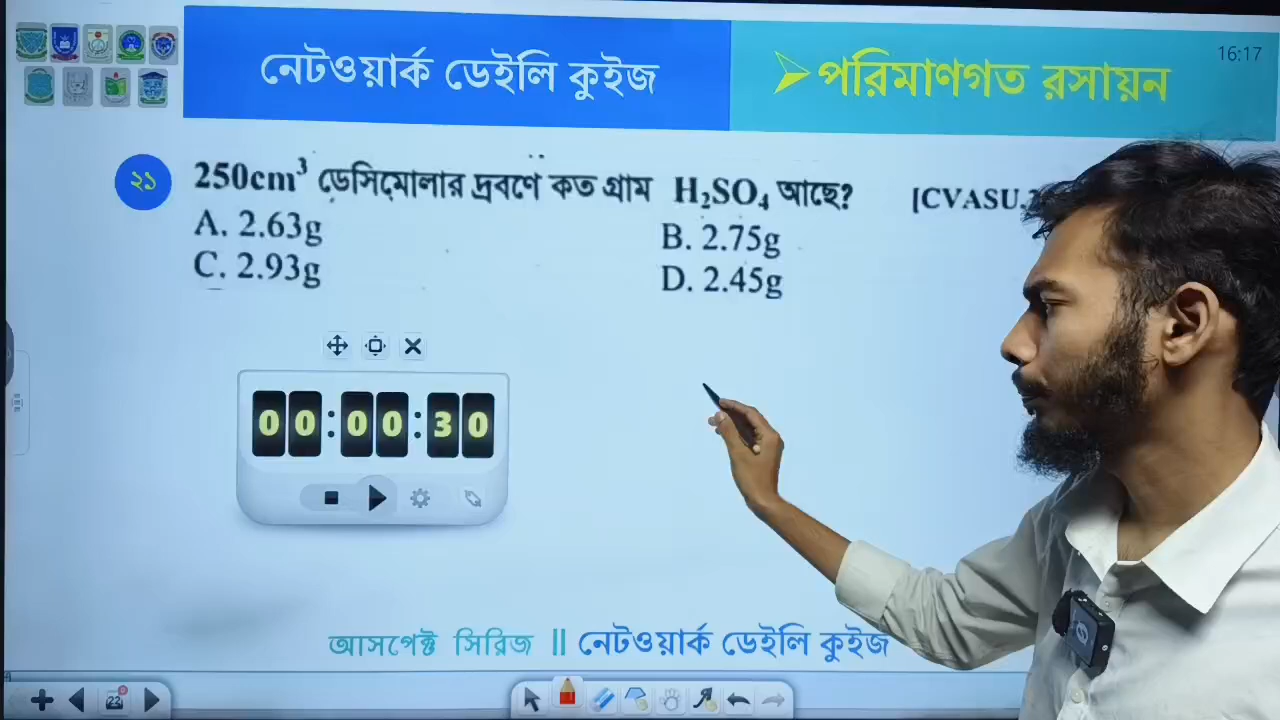 নেটওয়ার্ক ডেইলি কুইজ
➢পরিমাণগত রসায়ন
16:17
২১
250cm³ ডেসিমোলার দ্রবণে কত গ্রাম H₂SO₄ আছে? [CVASU.
A. 2.63g
B. 2.75g
C. 2.93g
D. 2.45g
00:00:30
আসপেক্ট সিরিজ || নেটওয়ার্ক ডেইলি কুইজ
22